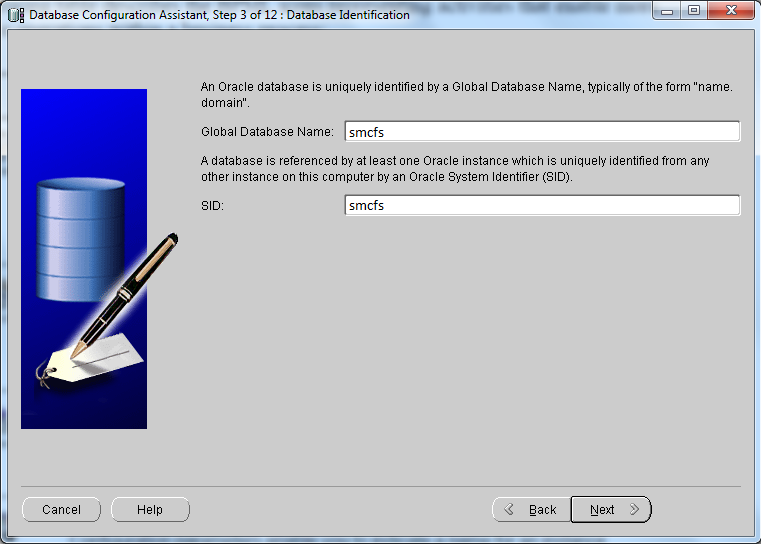 Database Configuration Assistant, Step 3 of 12 : Database Identification
An Oracle database is uniquely identified by a Global Database Name, typically of the form "name.
domain".
Global Database Name: smcfs
A database is referenced by at least one Oracle instance which is uniquely identified from any
other instance on this computer by an Oracle System Identifier (SID).
SID: smcfs
Cancel Help Back Next